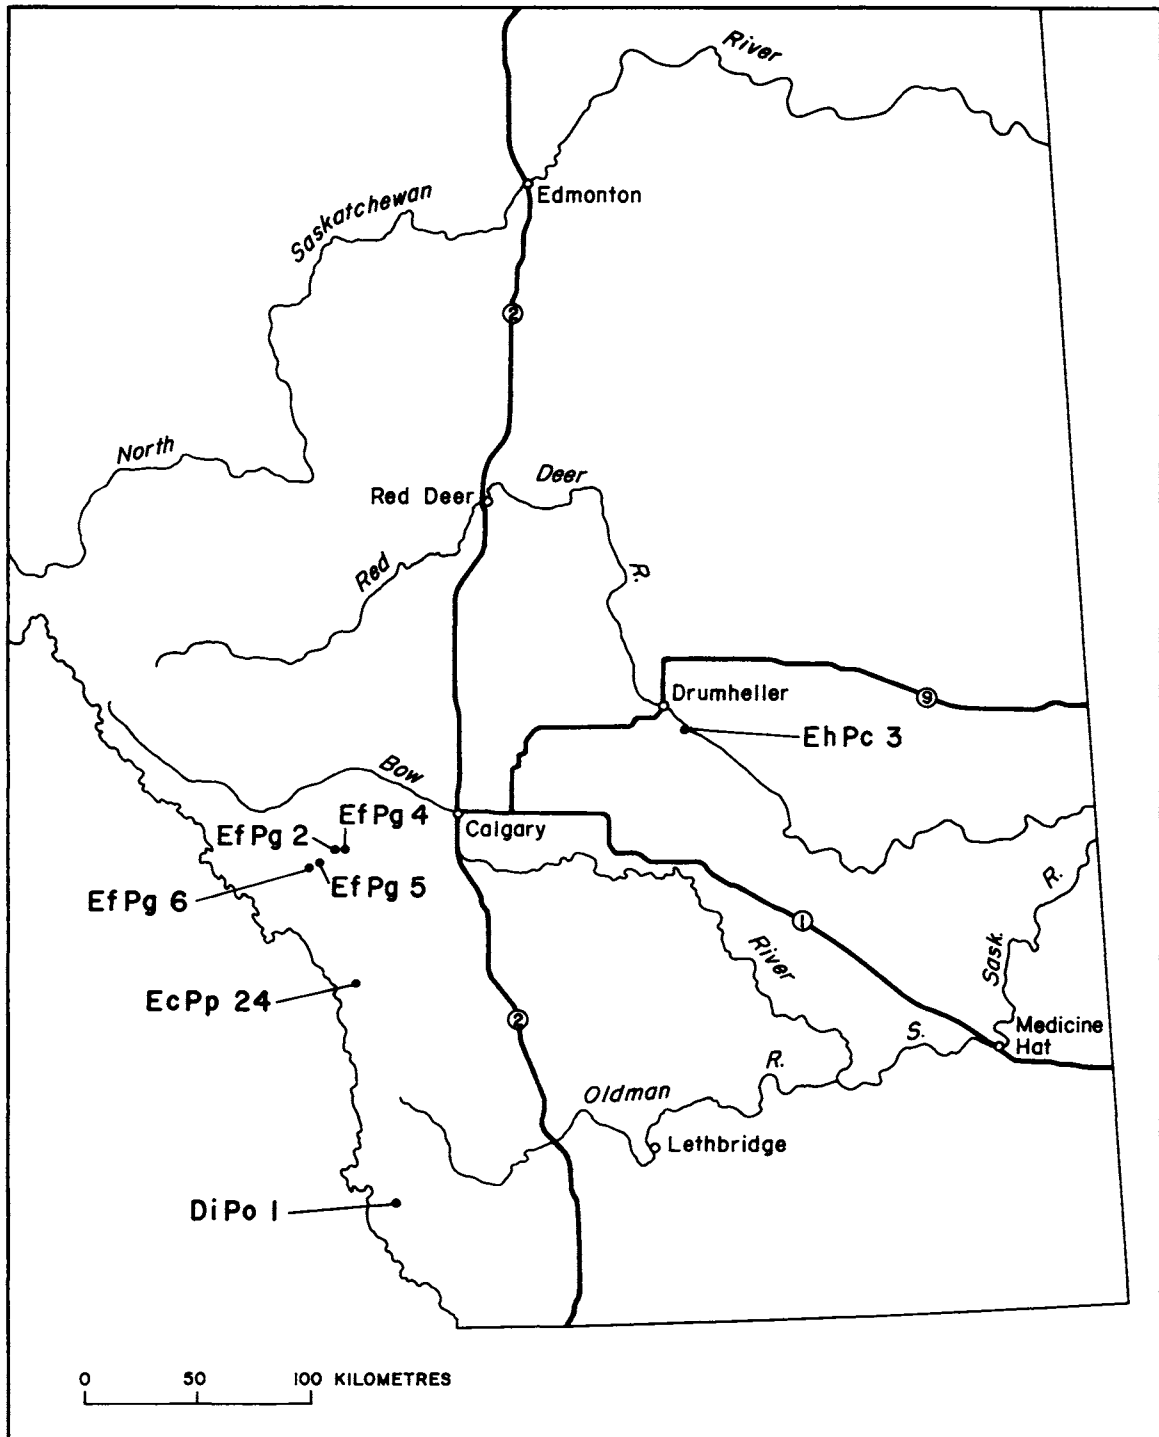 River
Edmonton
Saskatchewan
2
North
Deer
Red Deer
Red
R.
Drumheller
9
EhPc 3
Bow
EfPg 4
EfPg 2
Calgary
EfPg 5
EfPg 6
R.
1
River
Sask.
EcPp 24
2
S.
Medicine
Hat
R.
Oldman
Lethbridge
DiPo 1
0 50 100 KILOMETRES